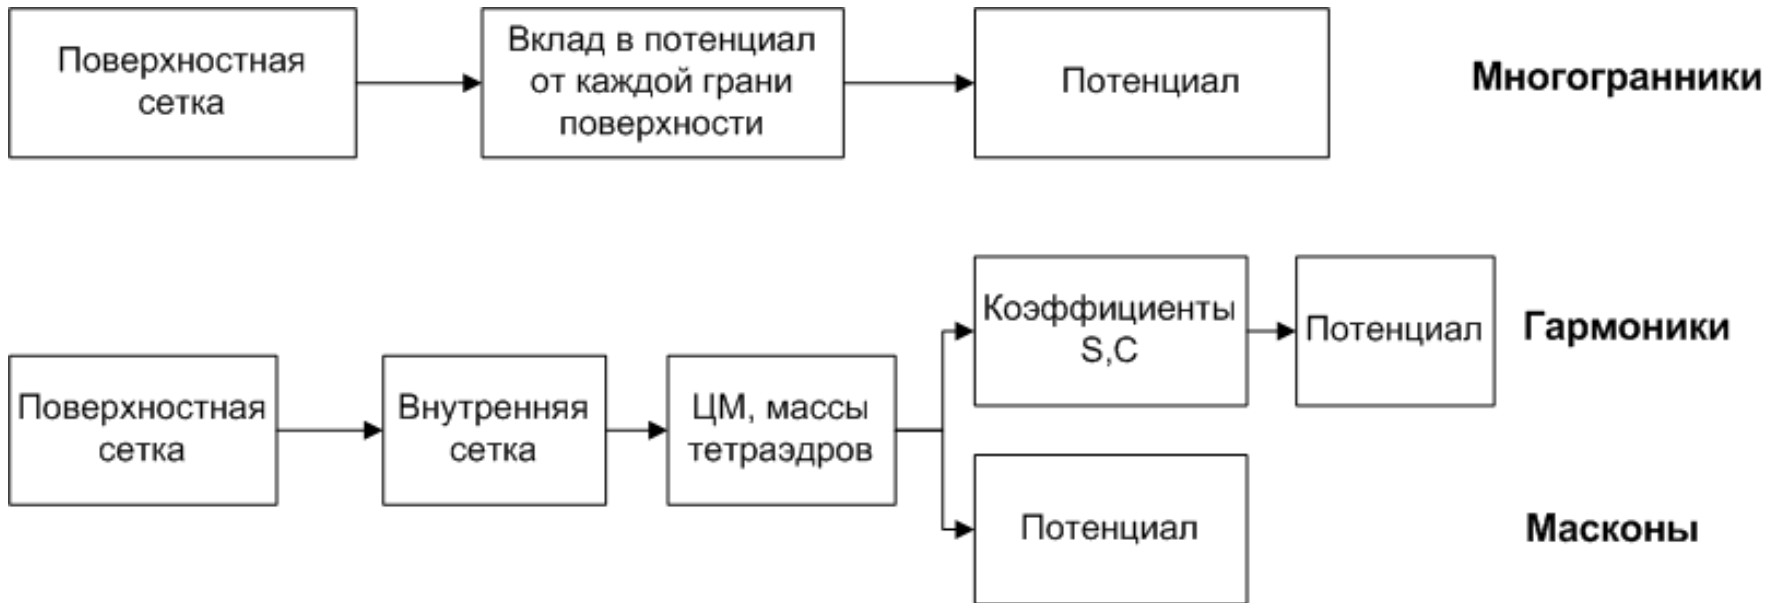 Поверхностная
сетка
Вклад в потенциал
от каждой грани
поверхности
Потенциал
Многогранники
Поверхностная
сетка
Внутренняя
сетка
ЦМ, массы
тетраэдров
Коэффициенты
S,C
Потенциал
Гармоники
Потенциал
Масконы